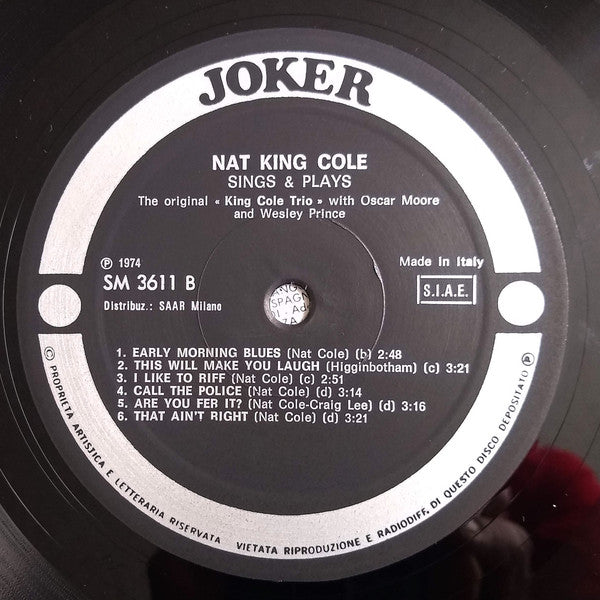 JOKER
NAT KING COLE
SINGS & PLAYS
The original « King Cole Trio » with Oscar Moore
and Wesley Prince
℗ 1974
SM 3611 B
Distribuz.: SAAR Milano
Made in Italy
S.I.A.E.
SPAG
1. EARLY MORNING BLUES (Nat Cole) (b) 2:48
2. THIS WILL MAKE YOU LAUGH (Higginbotham) (c) 3:21
3. I LIKE TO RIFF (Nat Cole) (c) 2:51
4. CALL THE POLICE (Nat Cole) (d) 3:14
5. ARE YOU FER IT? (Nat Cole-Craig Lee) (d) 3:16
6. THAT AIN'T RIGHT (Nat Cole) (d) 3:21
© PROPRIETA ARTISTICA E LETTERARIA RISERVATA VIETATA RIPRODUZIONE E RADIODIFF. DI QUESTO DISCO DEPOSITATO